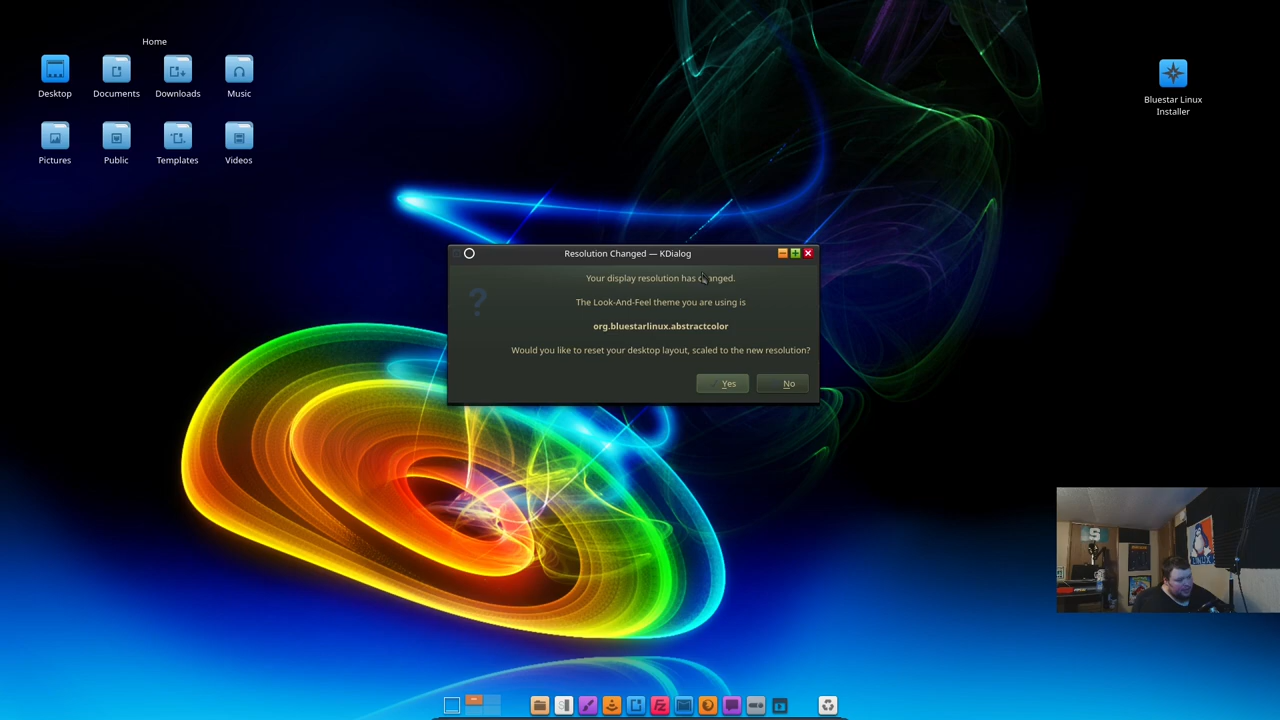 Home
Desktop
Documents
Downloads
Music
Pictures
Public
Templates
Videos
Bluestar Linux
Installer
Resolution Changed — KDialog
Your display resolution has changed.
The Look-And-Feel theme you are using is
org.bluestarlinux.abstractcolor
Would you like to reset your desktop layout, scaled to the new resolution?
Yes
No